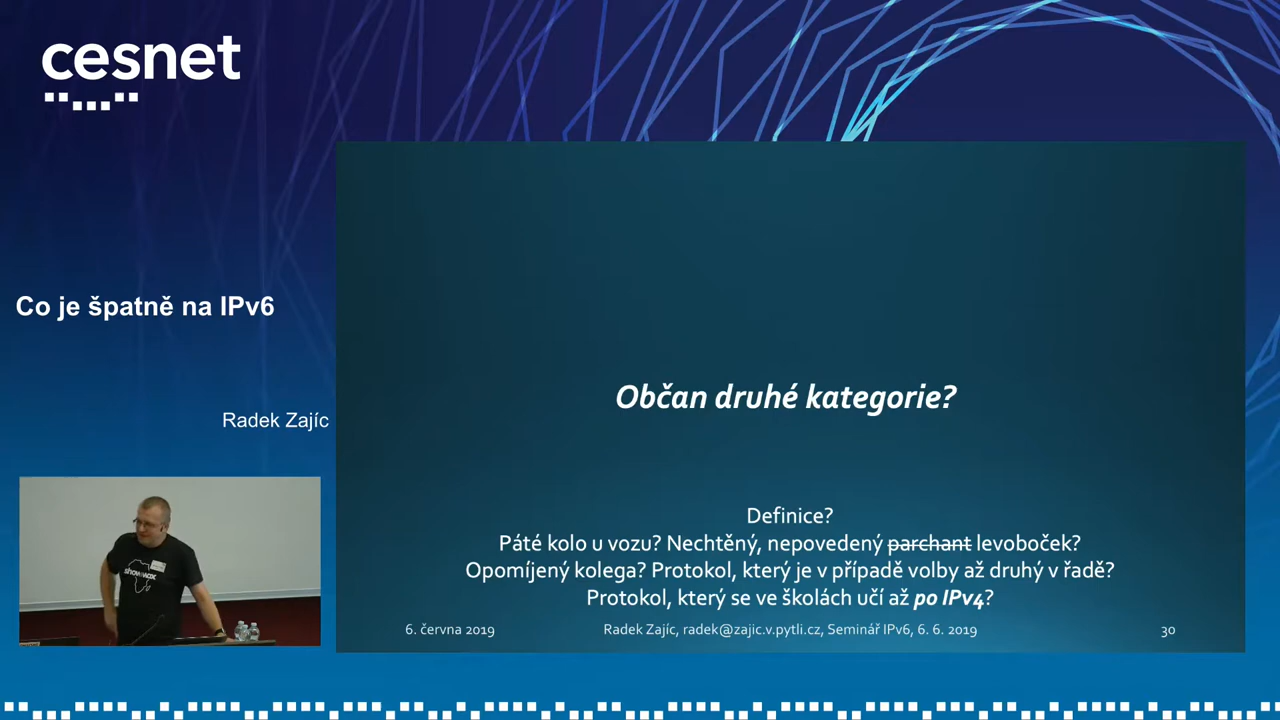 cesnet
Co je špatně na IPv6
Radek Zajíc
Občan druhé kategorie?
Definice?
Páté kolo u vozu? Nechtěný, nepovedený parchant levoboček?
Opomíjený kolega? Protokol, který je v případě volby až druhý v řadě?
Protokol, který se ve školách učí až po IPv4?
6. června 2019
Radek Zajíc, radek@zajic.v.pytli.cz, Seminář IPv6, 6. 6. 2019
30
showmax